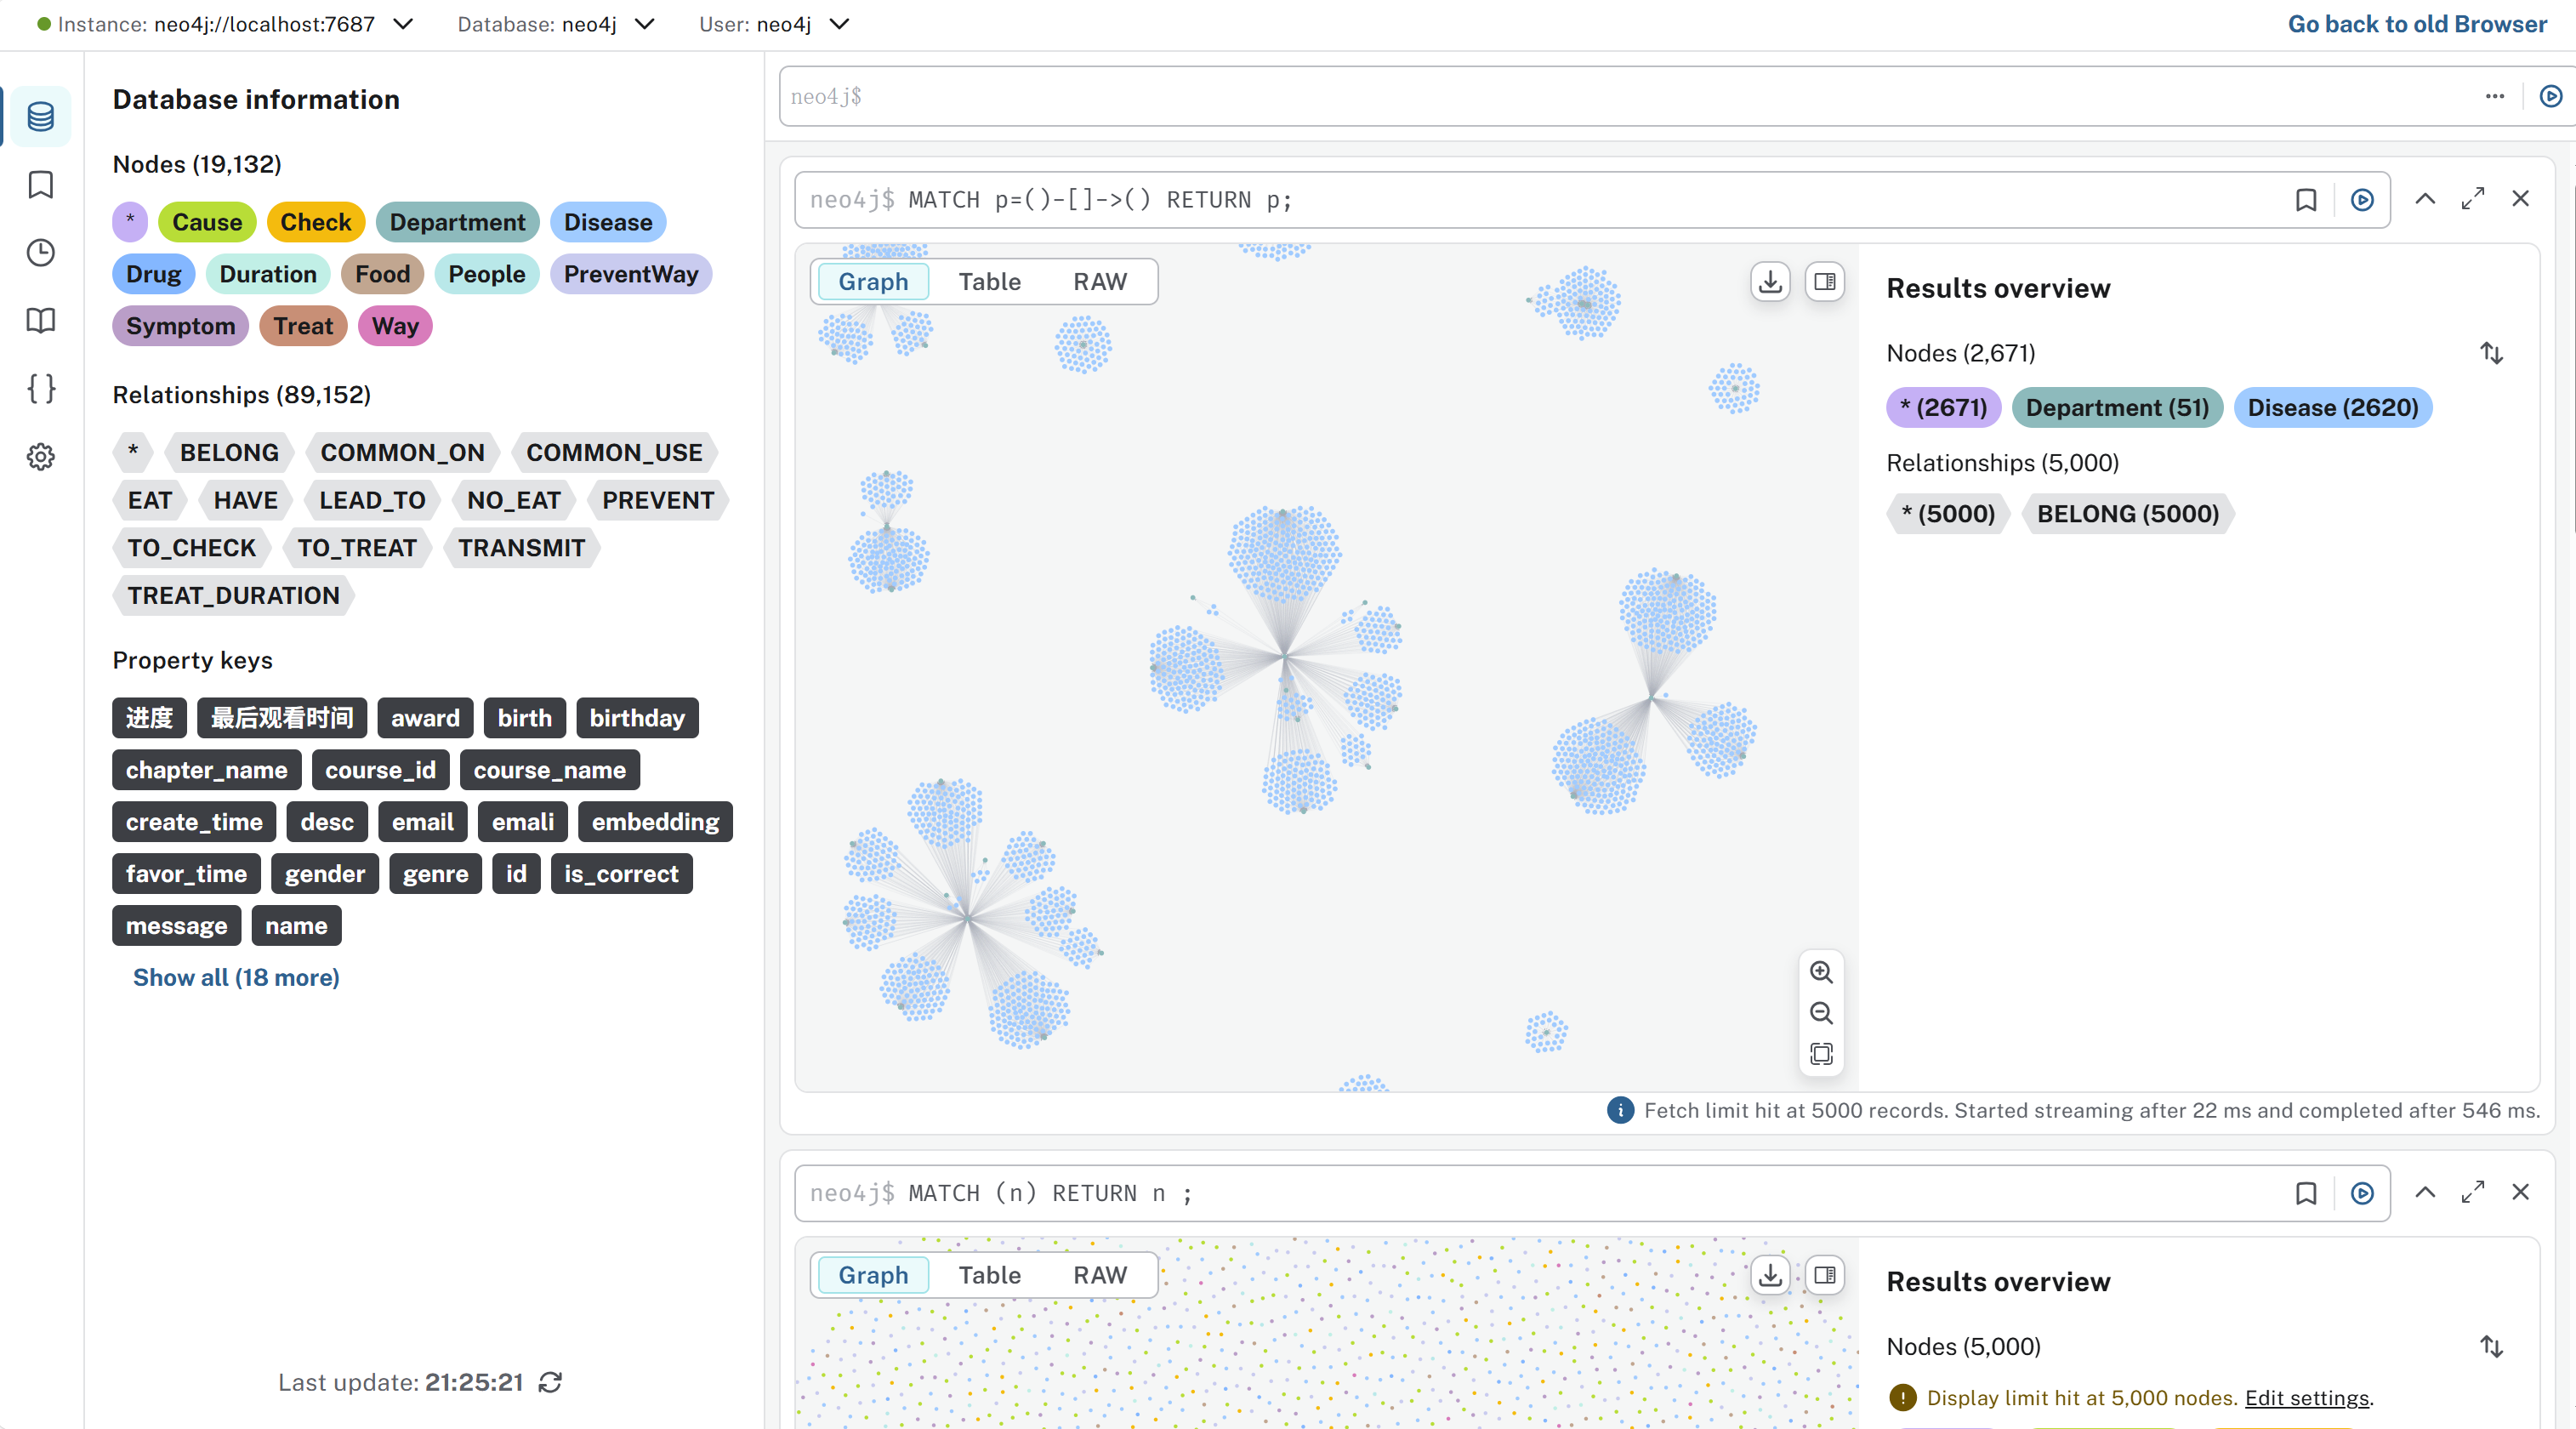 Instance: neo4j://localhost:7687 Database: neo4j User: neo4j Go back to old Browser
Database information
Nodes (19,132)
* Cause Check Department Disease
Drug Duration Food People PreventWay
Symptom Treat Way
Relationships (89,152)
* BELONG COMMON_ON COMMON_USE
EAT HAVE LEAD_TO NO_EAT PREVENT
TO_CHECK TO_TREAT TRANSMIT
TREAT_DURATION
Property keys
进度 最后观看时间 award birth birthday
chapter_name course_id course_name
create_time desc email emali embedding
favor_time gender genre id is_correct
message name
Show all (18 more)
Last update: 21:25:21
neo4j$
neo4j$ MATCH p=()-[]->() RETURN p;
Graph Table RAW
Results overview
Nodes (2,671)
* (2671) Department (51) Disease (2620)
Relationships (5,000)
* (5000) BELONG (5000)
Fetch limit hit at 5000 records. Started streaming after 22 ms and completed after 546 ms.
neo4j$ MATCH (n) RETURN n ;
Graph Table RAW
Results overview
Nodes (5,000)
Display limit hit at 5,000 nodes. Edit settings.